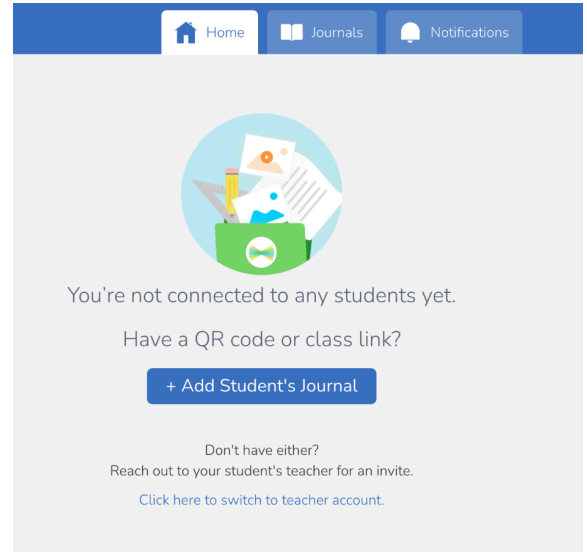 Home
Journals
Notifications
You're not connected to any students yet.
Have a QR code or class link?
+ Add Student's Journal
Don't have either?
Reach out to your student's teacher for an invite.
Click here to switch to teacher account.